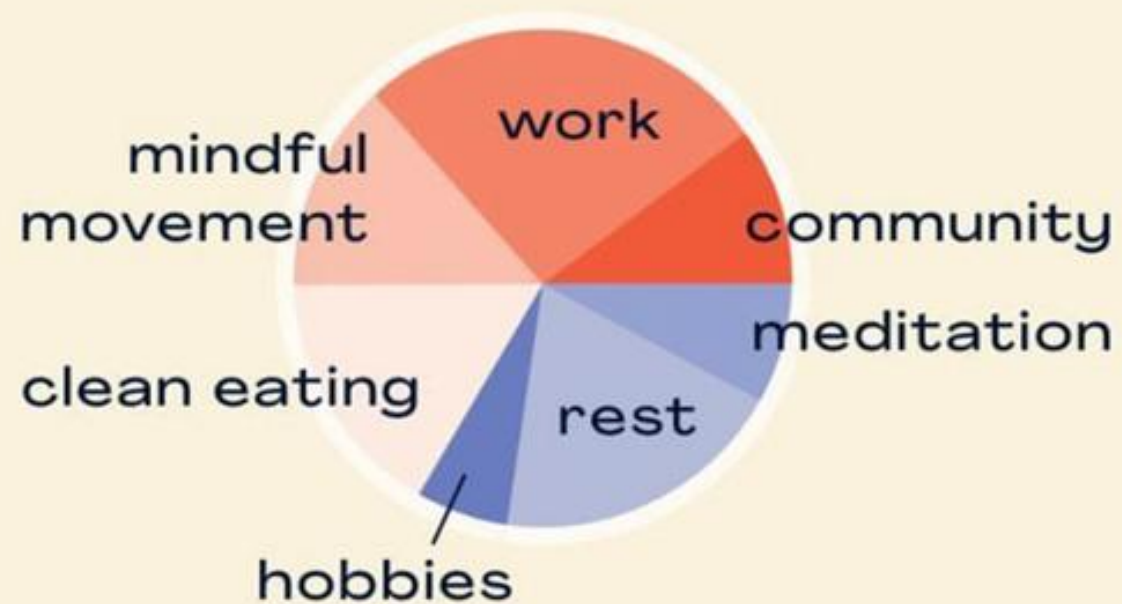 work
mindful
movement
community
meditation
clean eating
rest
hobbies